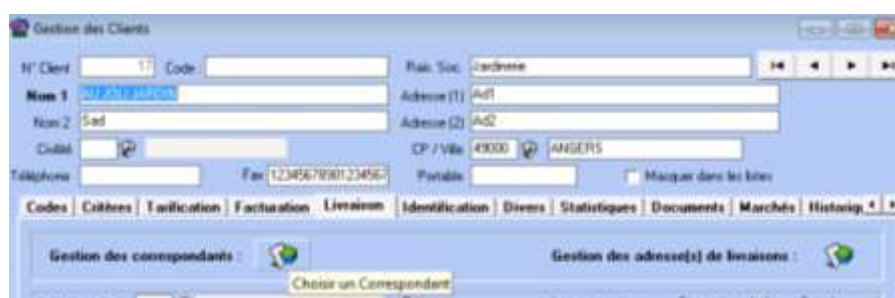 Gestion des Clients
N° Client 17 Code : Rais. Soc. Jardinerie
Nom 1 AU JOLI JARDIN Adresse (1) Ad1
Nom 2 Sad Adresse (2) Ad2
Civilité CP / Ville 49000 ANGERS
Téléphone Fax 12345678901234567 Portable Masquer dans les listes
Codes Critères Tarification Facturation Livraison Identification Divers Statistiques Documents Marchés Historiq
Gestion des correspondants : Gestion des adresse(s) de livraisons :
Choisir un Correspondant